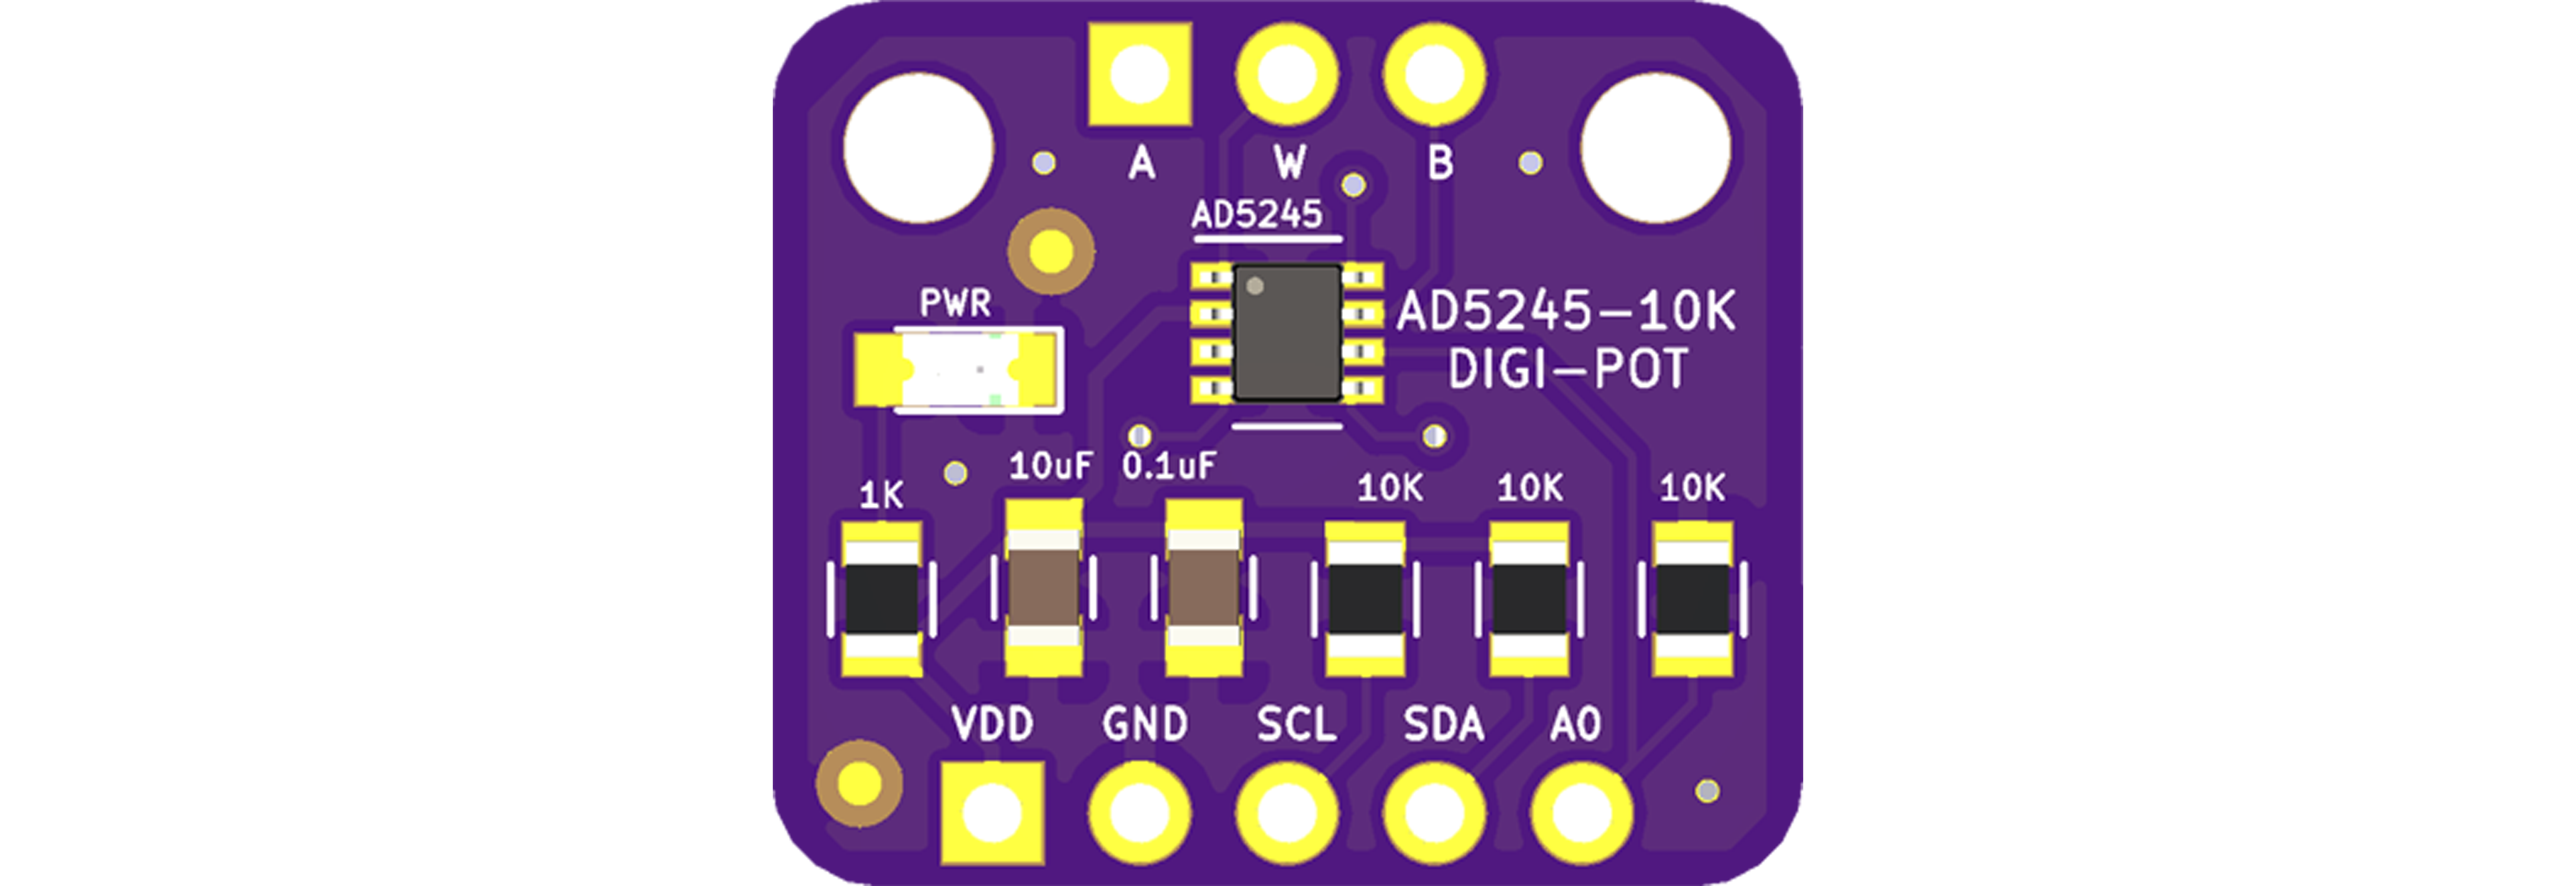 A W B
AD5245
PWR
AD5245-10K
DIGI-POT
10uF 0.1uF
1K 10K 10K 10K
VDD GND SCL SDA A0